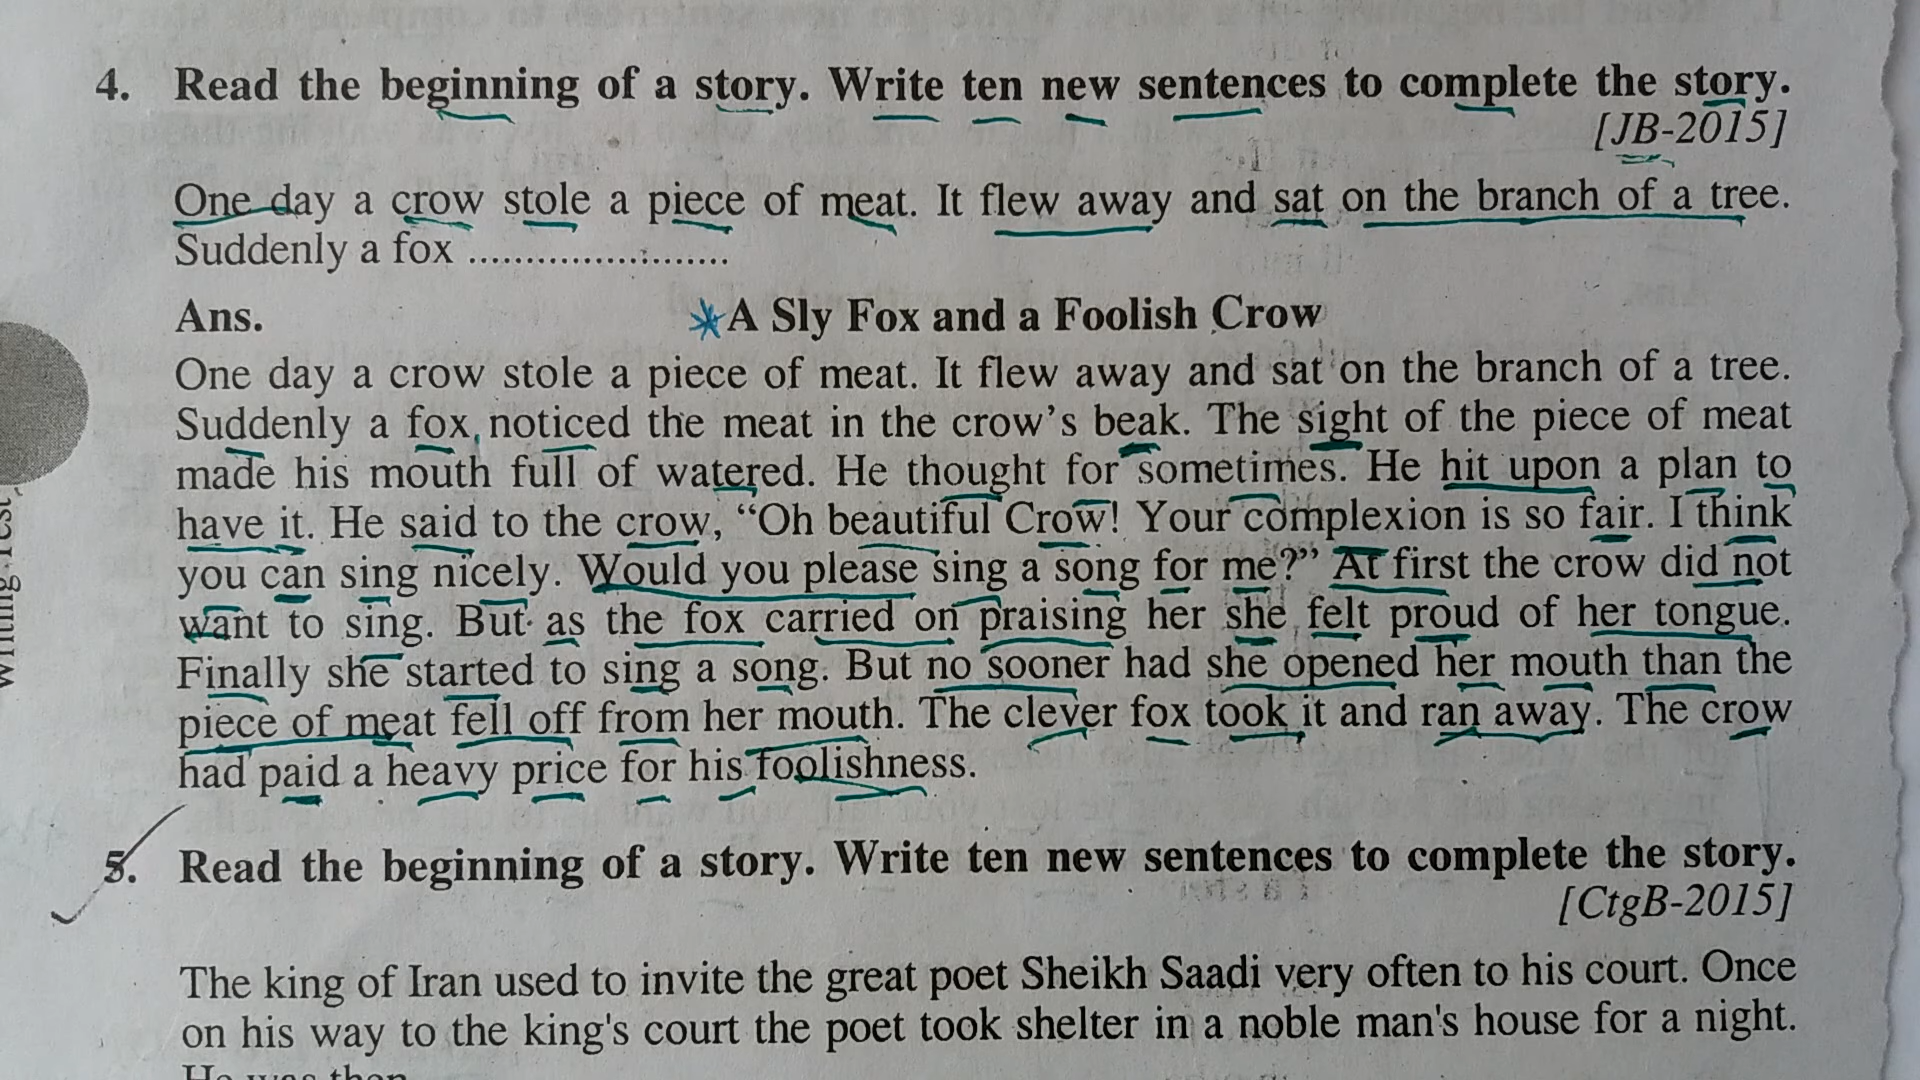 4. Read the beginning of a story. Write ten new sentences to complete the story.
[JB-2015]
One day a crow stole a piece of meat. It flew away and sat on the branch of a tree.
Suddenly a fox ........................
Ans. *A Sly Fox and a Foolish Crow
One day a crow stole a piece of meat. It flew away and sat on the branch of a tree.
Suddenly a fox noticed the meat in the crow's beak. The sight of the piece of meat
made his mouth full of watered. He thought for sometimes. He hit upon a plan to
have it. He said to the crow, “Oh beautiful Crow! Your complexion is so fair. I think
you can sing nicely. Would you please sing a song for me?” At first the crow did not
want to sing. But as the fox carried on praising her she felt proud of her tongue.
Finally she started to sing a song. But no sooner had she opened her mouth than the
piece of meat fell off from her mouth. The clever fox took it and ran away. The crow
had paid a heavy price for his foolishness.
5. Read the beginning of a story. Write ten new sentences to complete the story.
[CtgB-2015]
The king of Iran used to invite the great poet Sheikh Saadi very often to his court. Once
on his way to the king's court the poet took shelter in a noble man's house for a night.
He was then